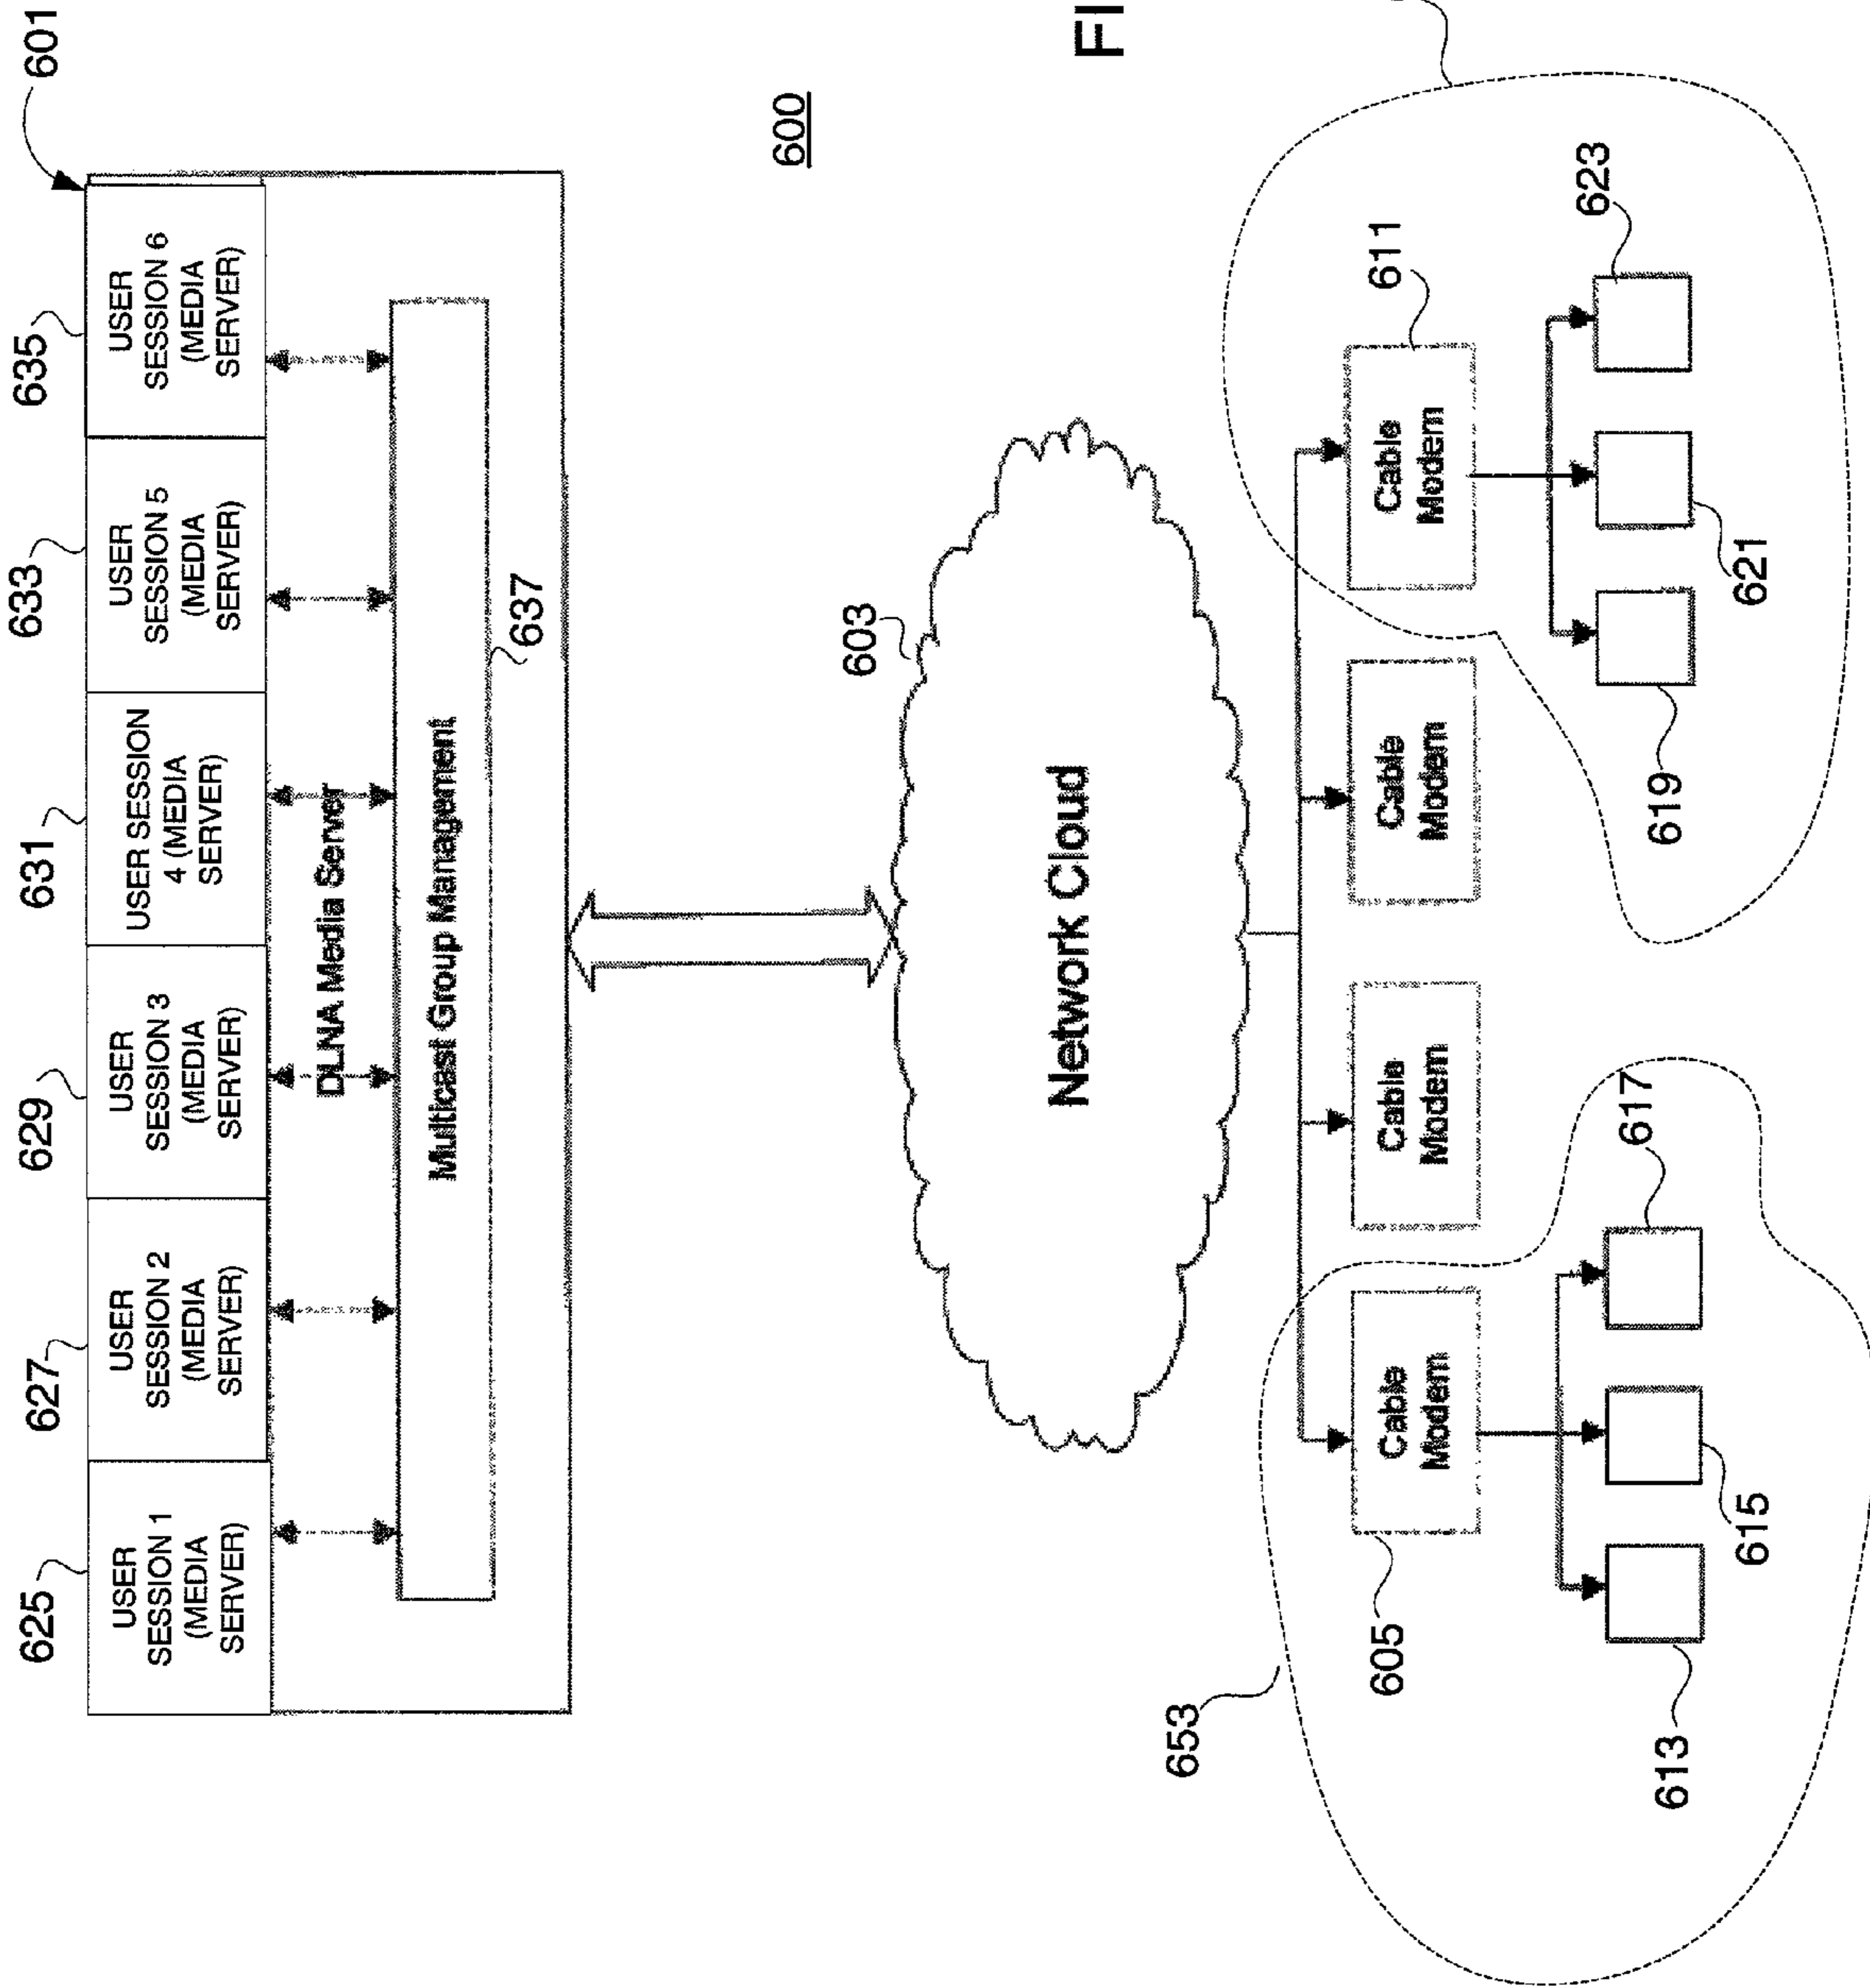 601
625
627
629
631
633
635
USER
SESSION 1
(MEDIA
SERVER)
USER
SESSION 2
(MEDIA
SERVER)
USER
SESSION 3
(MEDIA
SERVER)
USER SESSION
4 (MEDIA
SERVER)
USER
SESSION 5
(MEDIA
SERVER)
USER
SESSION 6
(MEDIA
SERVER)
DLNA Media Server
Multicast Group Management
637
600
603
Network Cloud
FI
653
605
Cable
Modem
Cable
Modem
Cable
Modem
Cable
Modem
611
613
615
617
619
621
623